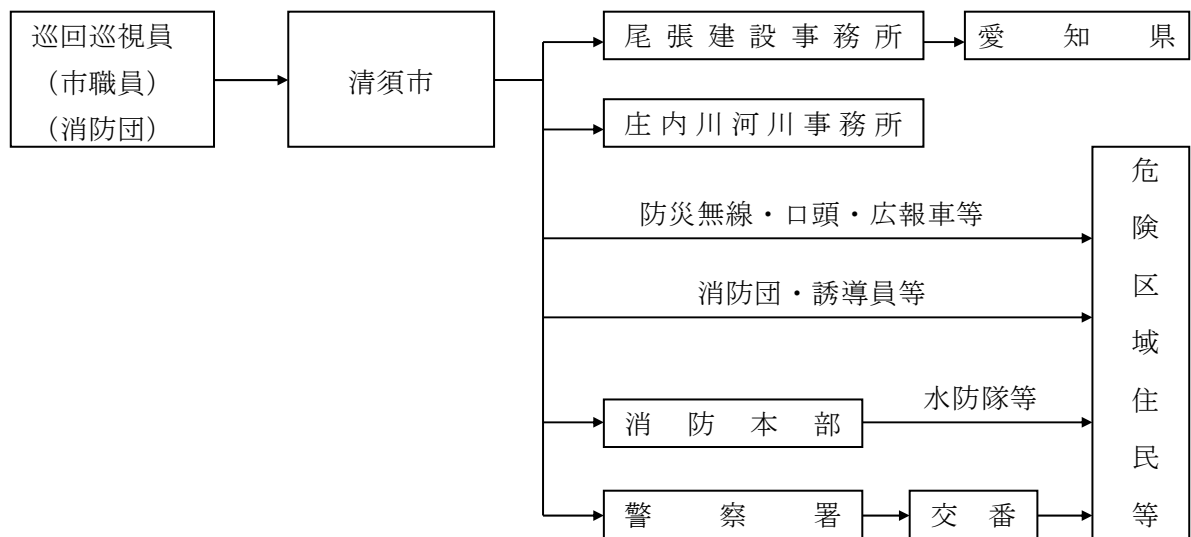 巡回巡視員
（市職員）
（消防団）
清須市
尾張建設事務所
愛知県
庄内川河川事務所
防災無線・口頭・広報車等
消防団・誘導員等
消防本部
水防隊等
警察署
交番
危険区域住民等